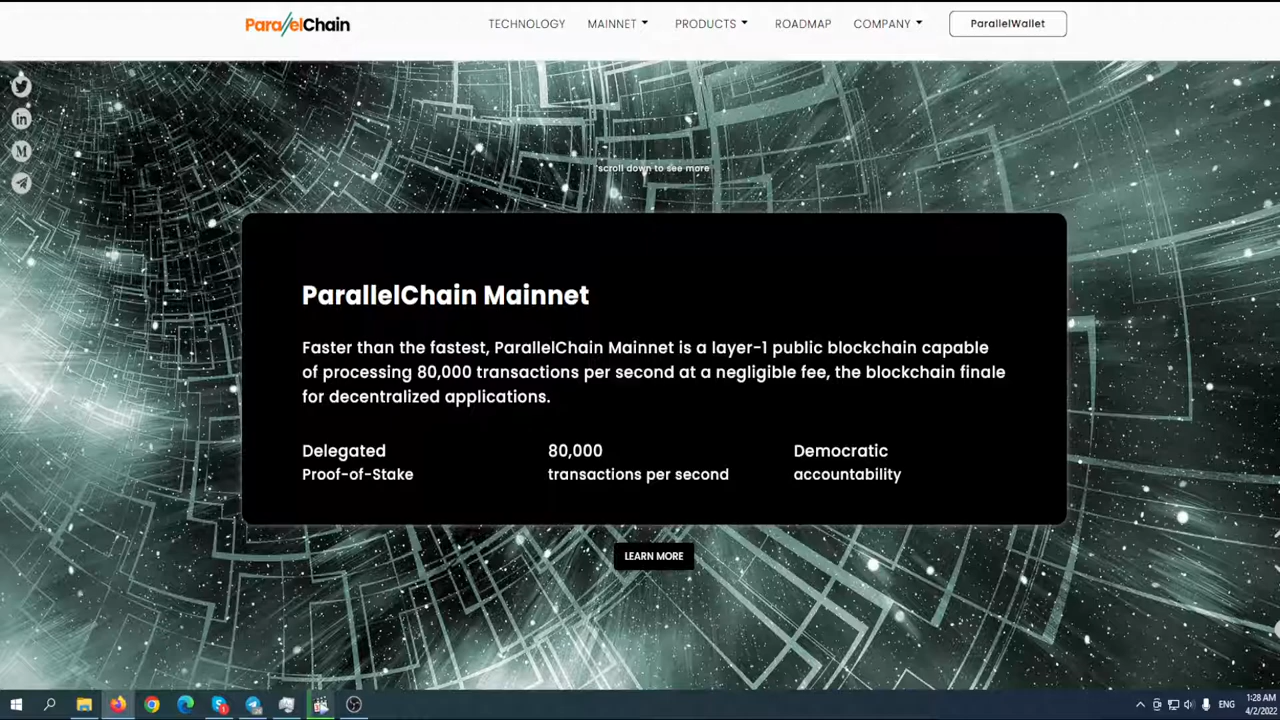 Para//elChain
TECHNOLOGY
MAINNET
PRODUCTS
ROADMAP
COMPANY
ParallelWallet
*scroll down to see more
ParallelChain Mainnet
Faster than the fastest, ParallelChain Mainnet is a layer-1 public blockchain capable
of processing 80,000 transactions per second at a negligible fee, the blockchain finale
for decentralized applications.
Delegated
Proof-of-Stake
80,000
transactions per second
Democratic
accountability
LEARN MORE
ENG
1:28 AM
4/2/2022